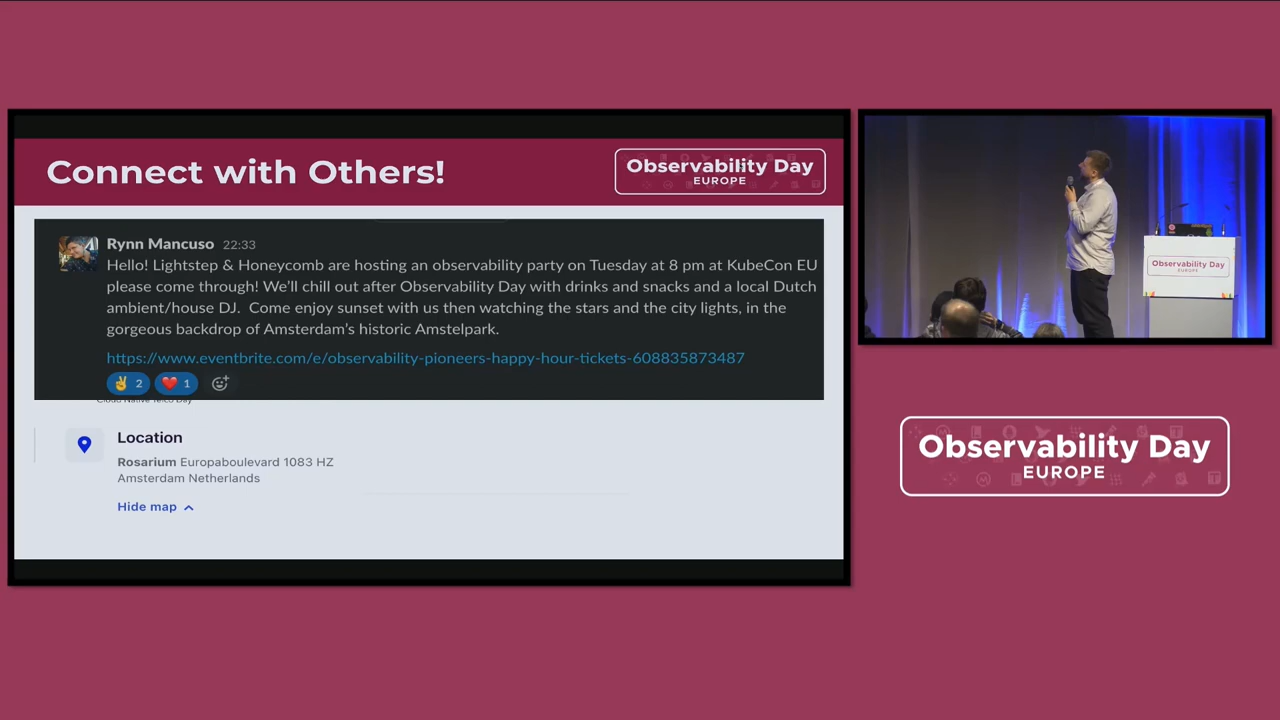 Connect with Others!
Observability Day
EUROPE
Rynn Mancuso 22:33
Hello! Lightstep & Honeycomb are hosting an observability party on Tuesday at 8 pm at KubeCon EU
please come through! We'll chill out after Observability Day with drinks and snacks and a local Dutch
ambient/house DJ. Come enjoy sunset with us then watching the stars and the city lights, in the
gorgeous backdrop of Amsterdam's historic Amstelpark.
https://www.eventbrite.com/e/observability-pioneers-happy-hour-tickets-608835873487
✌️ 2 ❤️ 1
Cloud Native Telco Day
Location
Rosarium Europaboulevard 1083 HZ
Amsterdam Netherlands
Hide map
Observability Day
EUROPE
Observability Day
EUROPE